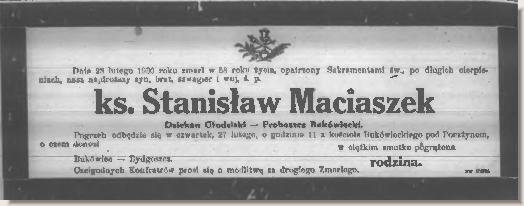 Dnia 23 lutego 1930 roku zmarł w 58 roku życia, opatrzony Sakramentami św., po długich cierpie-
niach, nasz najdroższy syn, brat, szwagier i wuj, ś. p.
ks. Stanisław Maciaszek
Dziekan — Proboszcz Bukówiecki.
Pogrzeb odbędzie się w czwartek, 27 lutego, o godzinie 11 z kościoła Bukówieckiego pod
o czem donosi
w ciężkim smutku pogrążona
rodzina.
Bukówiec — Bydgoszcz.
Czcigodnych Konfratrów prosi się o modlitwę za drogiego Zmarłego.